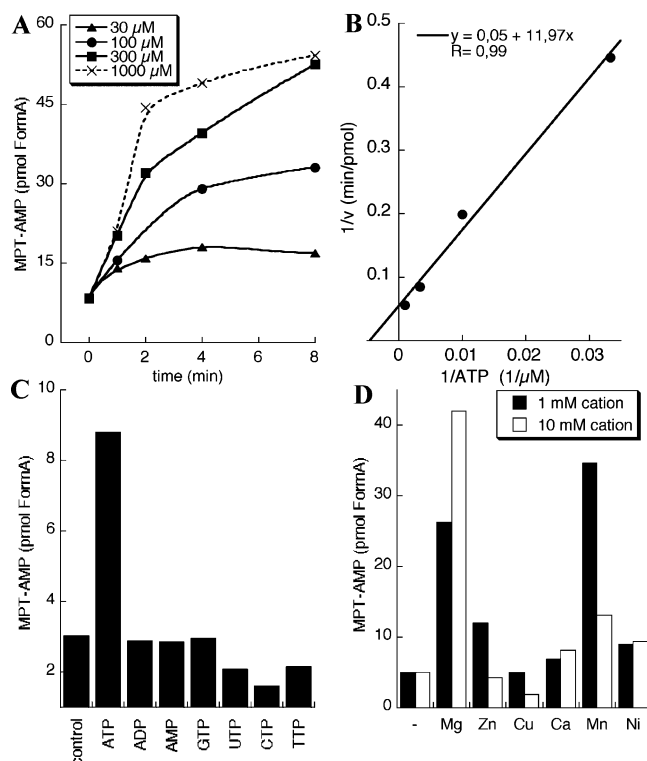 A
30 µM
100 µM
300 µM
1000 µM
MPT-AMP (pmol FormA)
60
45
30
15
0
0 2 4 6 8
time (min)
B
y = 0,05 + 11,97x
R= 0,99
1/v (min/pmol)
0.5
0.4
0.2
0.1
0
0 0.01 0.02 0.03
1/ATP (1/µM)
C
MPT-AMP (pmol FormA)
10
8
6
4
3
2
control ATP ADP AMP GTP UTP CTP TTP
D
1 mM cation
10 mM cation
MPT-AMP (pmol FormA)
40
30
20
10
0
- Mg Zn Cu Ca Mn Ni